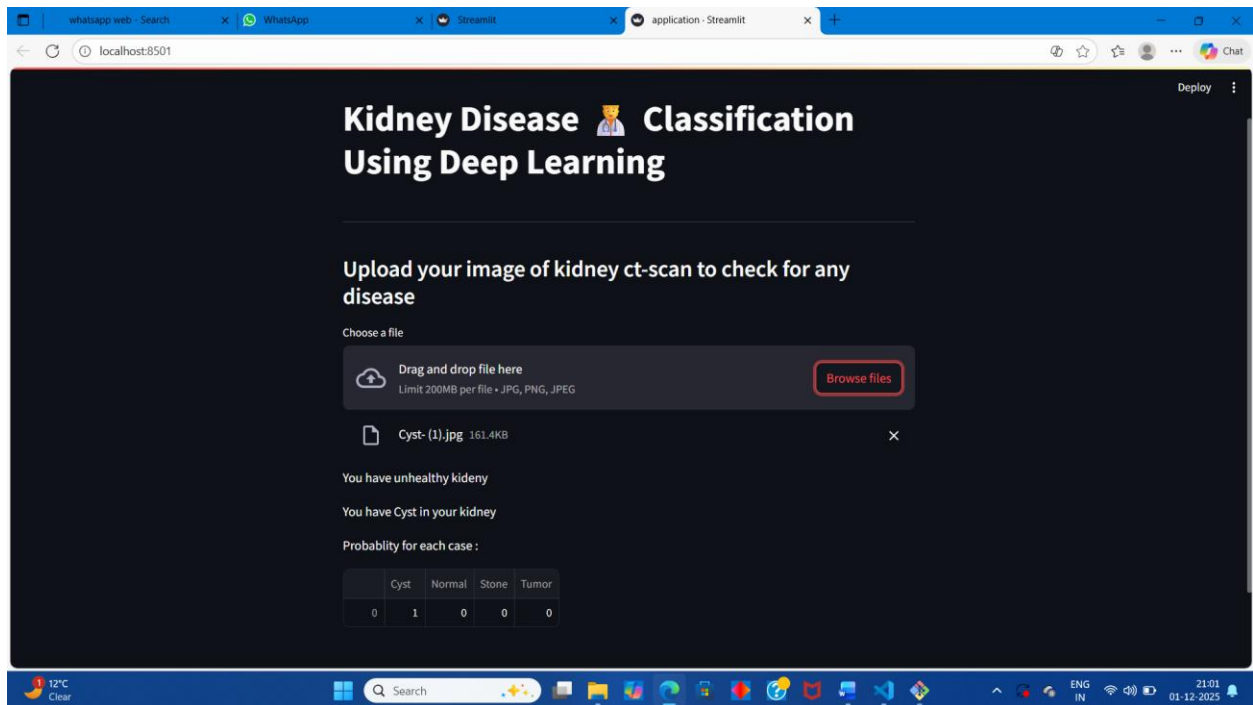 whatsapp web - Search
WhatsApp
Streamlit
application - Streamlit
localhost:8501
Chat
Deploy
Kidney Disease Classification
Using Deep Learning
Upload your image of kidney ct-scan to check for any
disease
Choose a file
Drag and drop file here
Limit 200MB per file • JPG, PNG, JPEG
Browse files
Cyst- (1).jpg 161.4KB
You have unhealthy kideny
You have Cyst in your kidney
Probablity for each case :
Cyst Normal Stone Tumor
0 1 0 0 0
1
12°C
Clear
Search
ENG
IN
21:01
01-12-2025